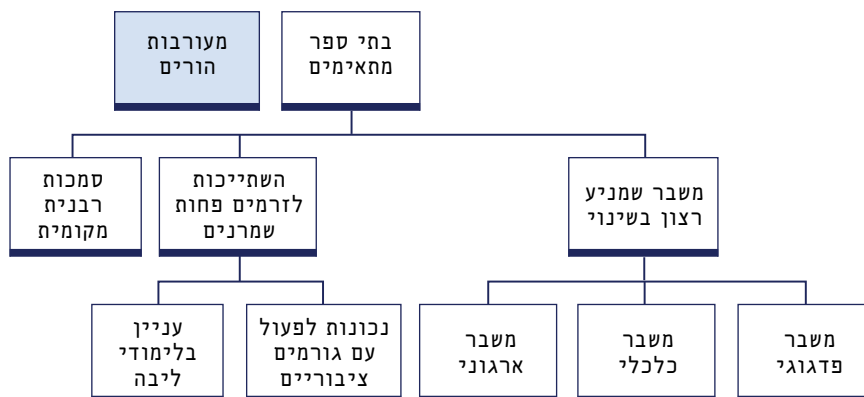 בתי ספר
מתאימים
מעורבות
הורים
משבר שמניע
רצון בשינוי
השתייכות
לזרמים פחות
שמרנים
סמכות
רבנית
מקומית
משבר
פדגוגי
משבר
כלכלי
משבר
ארגוני
נכונות לפעול
עם גורמים
ציבוריים
עניין
בלימודי
ליבה